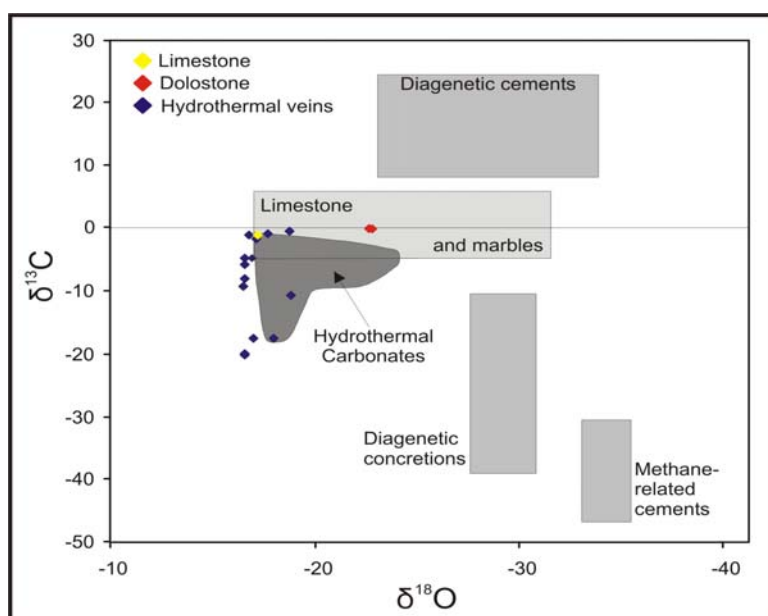 30
20
10
0
-10
-20
-30
-40
-50
δ13C
Limestone
Dolostone
Hydrothermal veins
Diagenetic cements
Limestone
and marbles
Hydrothermal
Carbonates
Diagenetic
concretions
Methane-
related
cements
-10
-20
-30
-40
δ18O